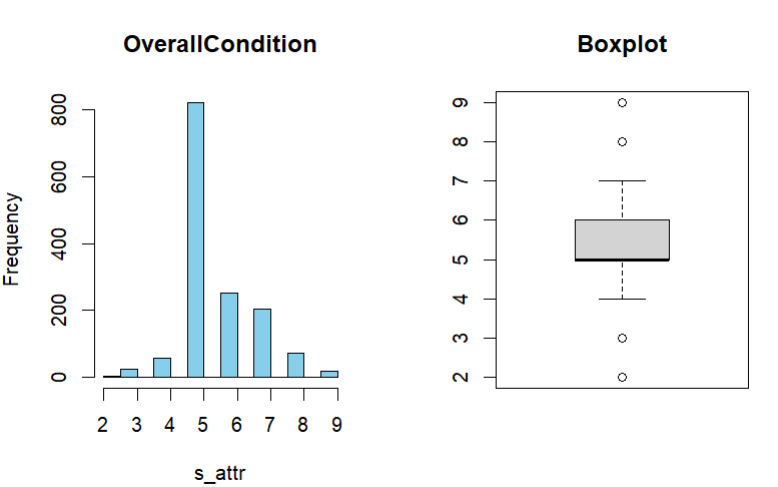 OverallCondition
Frequency
800
600
400
200
0
2 3 4 5 6 7 8 9
s_attr
Boxplot
9
8
7
6
5
4
3
2